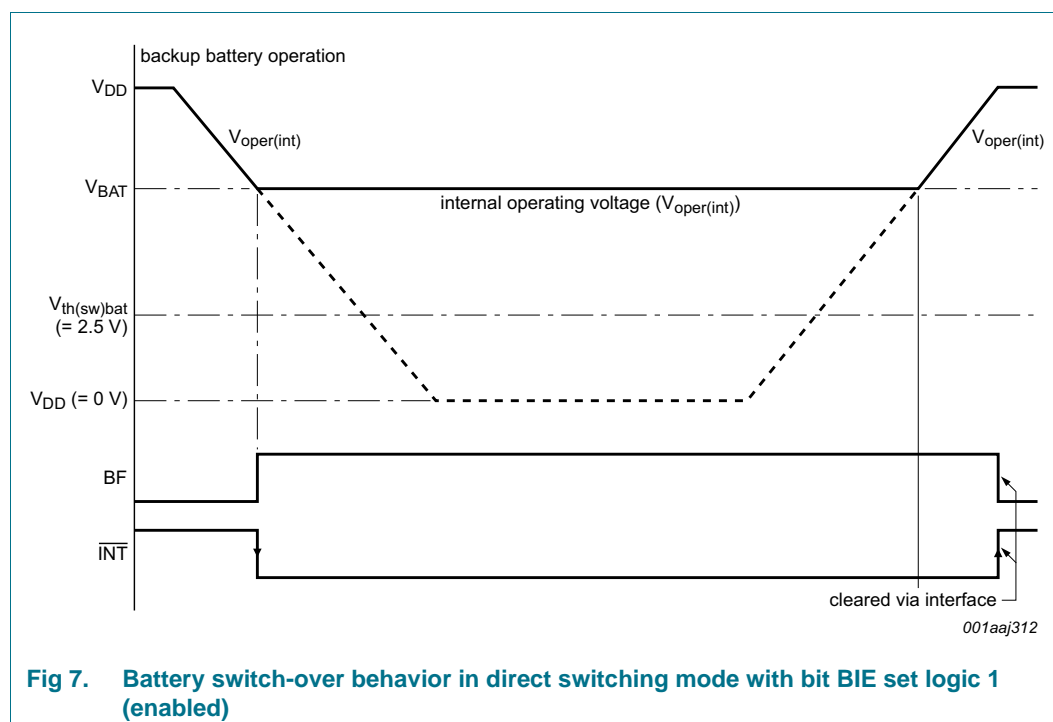 backup battery operation
VDD
Voper(int)
Voper(int)
VBAT
internal operating voltage (Voper(int))
Vth(sw)bat
(= 2.5 V)
VDD (= 0 V)
BF
INT
cleared via interface
001aaj312
Fig 7. Battery switch-over behavior in direct switching mode with bit BIE set logic 1
(enabled)